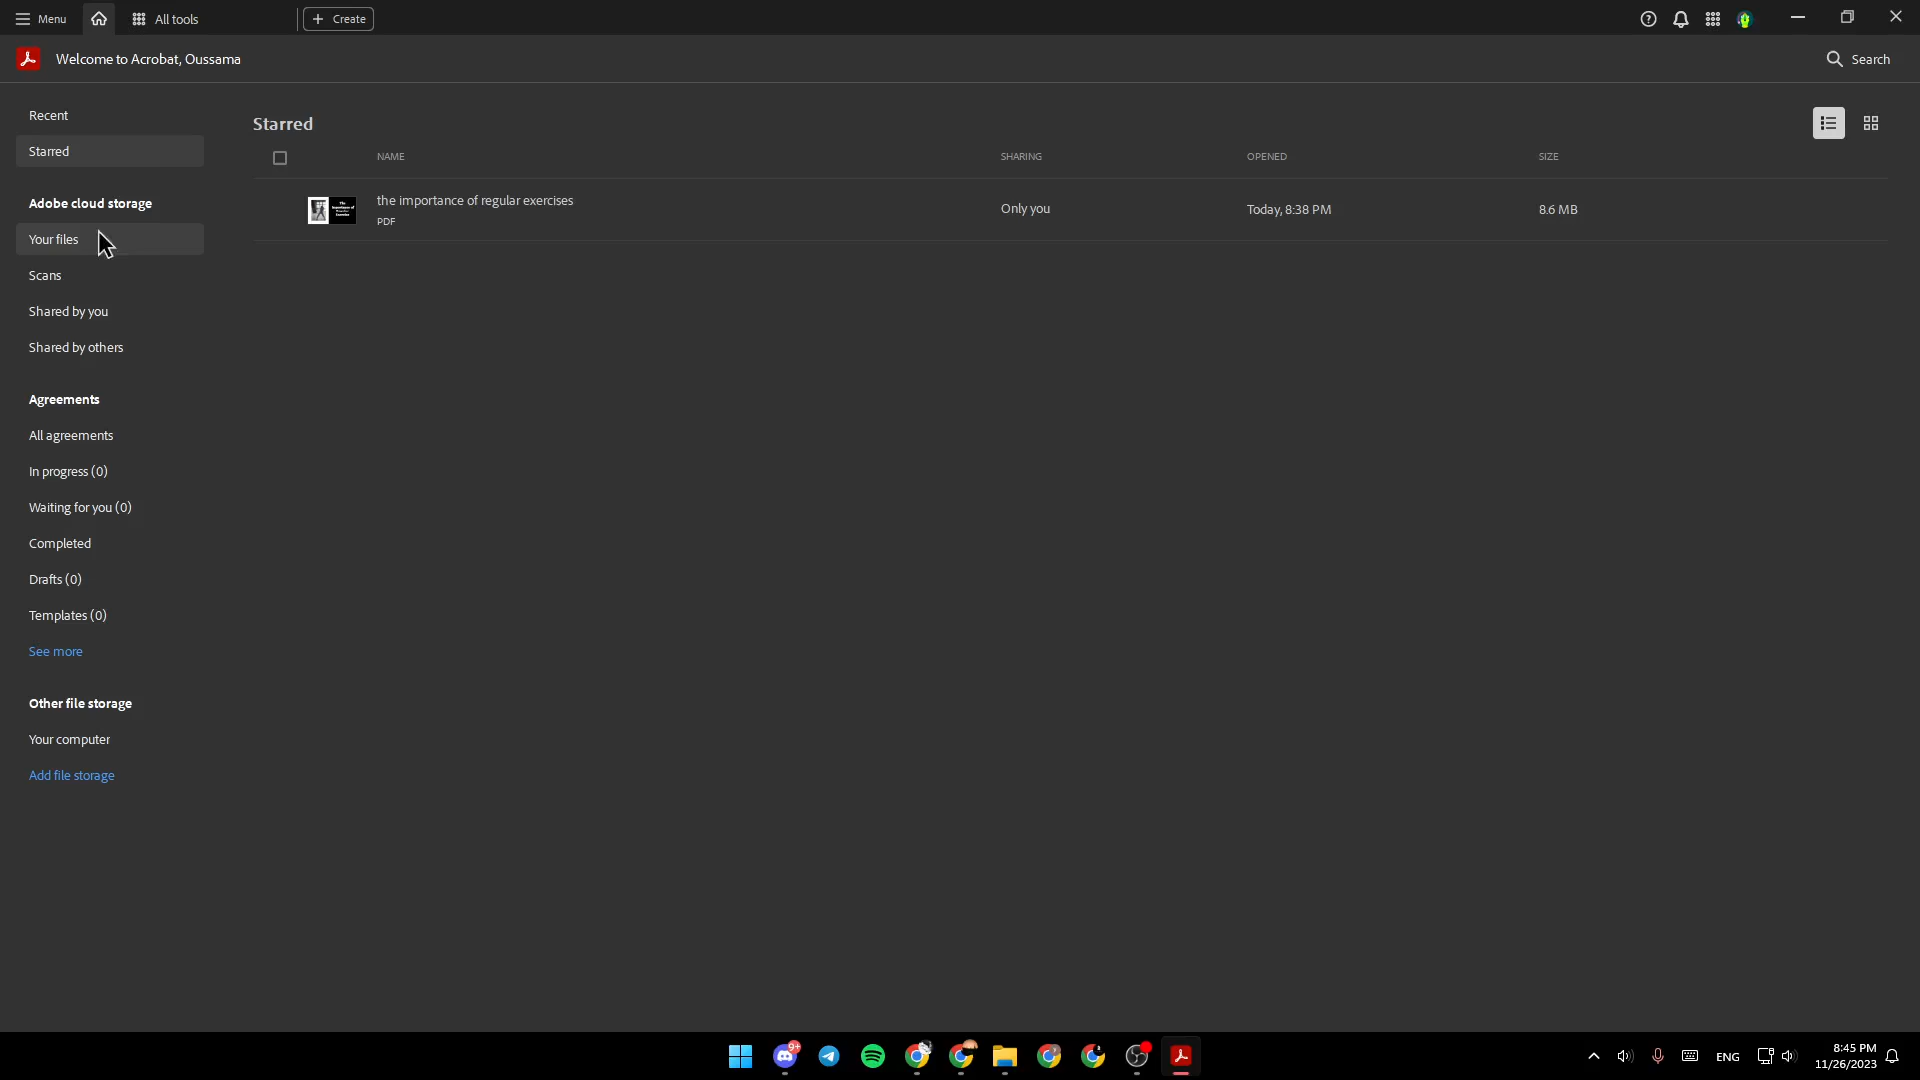 Menu
All tools
Create
Welcome to Acrobat, Oussama
Search
Recent
Starred
Adobe cloud storage
Your files
Scans
Shared by you
Shared by others
Agreements
All agreements
In progress (0)
Waiting for you (0)
Completed
Drafts (0)
Templates (0)
See more
Other file storage
Your computer
Add file storage
Starred
NAME SHARING OPENED SIZE
the importance of regular exercises
PDF
Only you Today, 8:38 PM 8.6 MB
9+
ENG
8:45 PM
11/26/2023